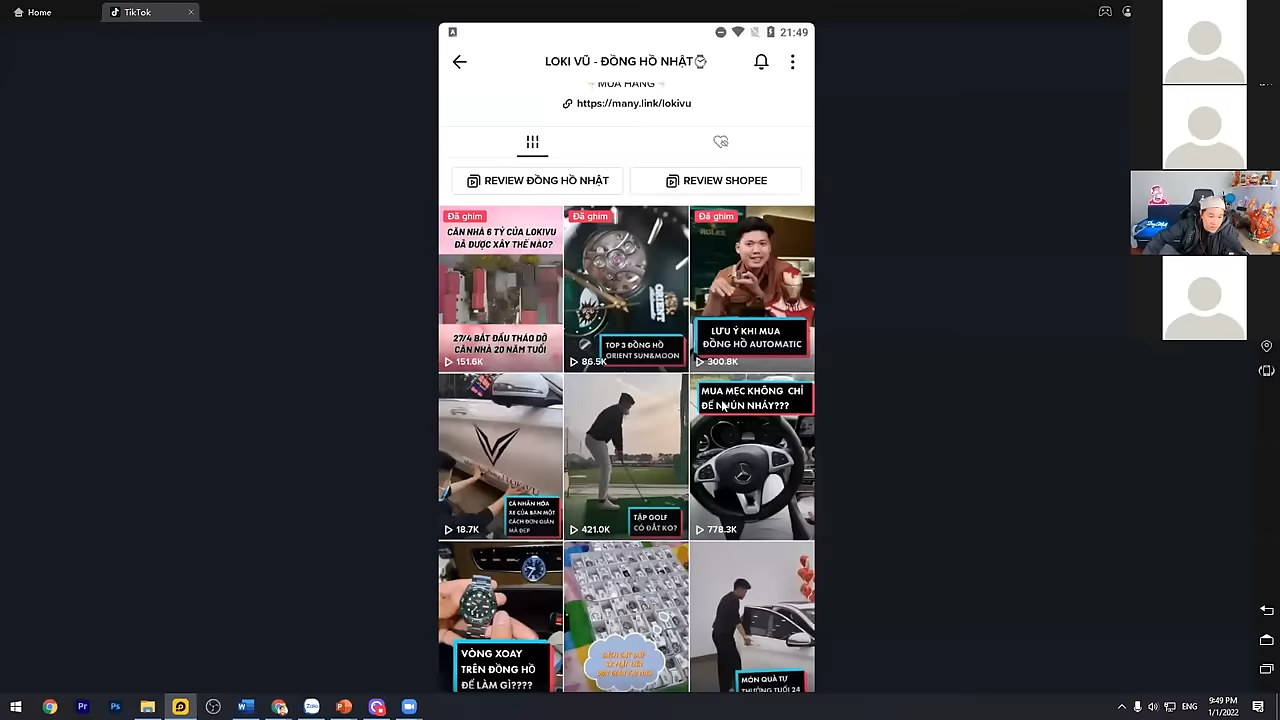 Home
TikTok
21:49
LOKI VŨ - ĐỒNG HỒ NHẬT⌚
MUA HÀNG
https://many.link/lokivu
REVIEW ĐỒNG HỒ NHẬT
REVIEW SHOPEE
Đã ghim
CĂN NHÀ 6 TỶ CỦA LOKIVU
ĐÃ ĐƯỢC XÂY THẾ NÀO?
27/4 BẮT ĐẦU THÁO DỠ
CĂN NHÀ 20 NĂM TUỔI
151.6K
Đã ghim
ORIENT
TOP 3 ĐỒNG HỒ
ORIENT SUN&MOON
86.5K
Đã ghim
ROLEX
LƯU Ý KHI MUA
ĐỒNG HỒ AUTOMATIC
300.8K
LOKIVU
CÁ NHÂN HÓA
XE CỦA BẠN MỘT
CÁCH ĐƠN GIẢN
MÀ ĐẸP
18.7K
TẬP GOLF
CÓ ĐẮT KO?
421.0K
MUA MẸC KHÔNG CHỈ
ĐỂ NHÚN NHẢY???
778.3K
VÒNG XOAY
TRÊN ĐỒNG HỒ
ĐỂ LÀM GÌ????
MÓN QUÀ TỰ
THƯỞNG TUỔI 24
ENG
9:49 PM
1/1/2022